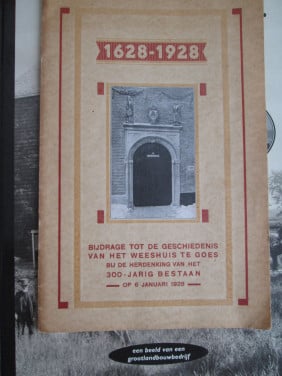 1628-1928
BIJDRAGE TOT DE GESCHIEDENIS
VAN HET WEESHUIS TE GOES
BIJ DE HERDENKING VAN HET
300-JARIG BESTAAN
OP 6 JANUARI 1928
een beeld van een
grootlandbouwbedrijf